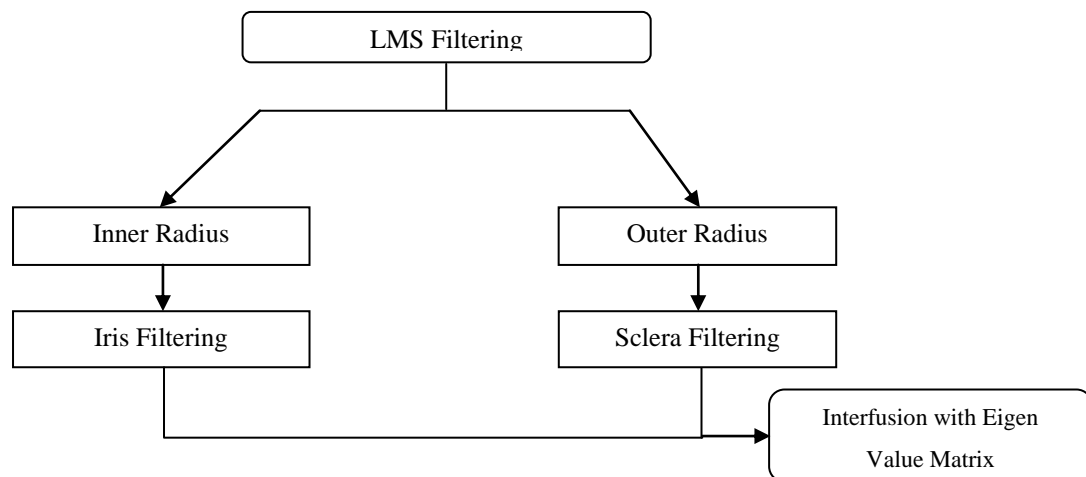 LMS Filtering
Inner Radius
Outer Radius
Iris Filtering
Sclera Filtering
Interfusion with Eigen
Value Matrix